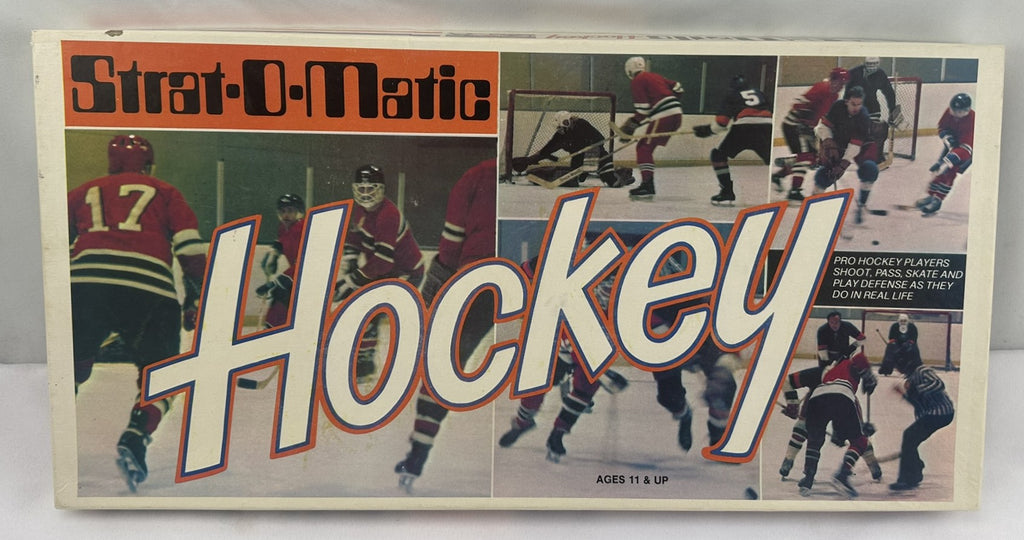 Strat-O-Matic
17
5
Hockey
PRO HOCKEY PLAYERS
SHOOT, PASS, SKATE AND
PLAY DEFENSE AS THEY
DO IN REAL LIFE
AGES 11 & UP